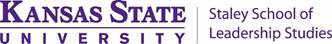 KANSAS STATE
UNIVERSITY
Staley School of
Leadership Studies